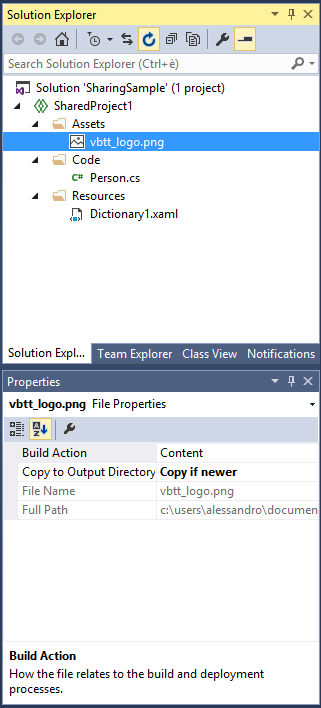 Solution Explorer
Search Solution Explorer (Ctrl+è)
Solution 'SharingSample' (1 project)
SharedProject1
Assets
vbtt_logo.png
Code
C# Person.cs
Resources
Dictionary1.xaml
Solution Expl... Team Explorer Class View Notifications
Properties
vbtt_logo.png File Properties
Build Action Content
Copy to Output Directory Copy if newer
File Name vbtt_logo.png
Full Path c:\users\alessandro\documen
Build Action
How the file relates to the build and deployment
processes.